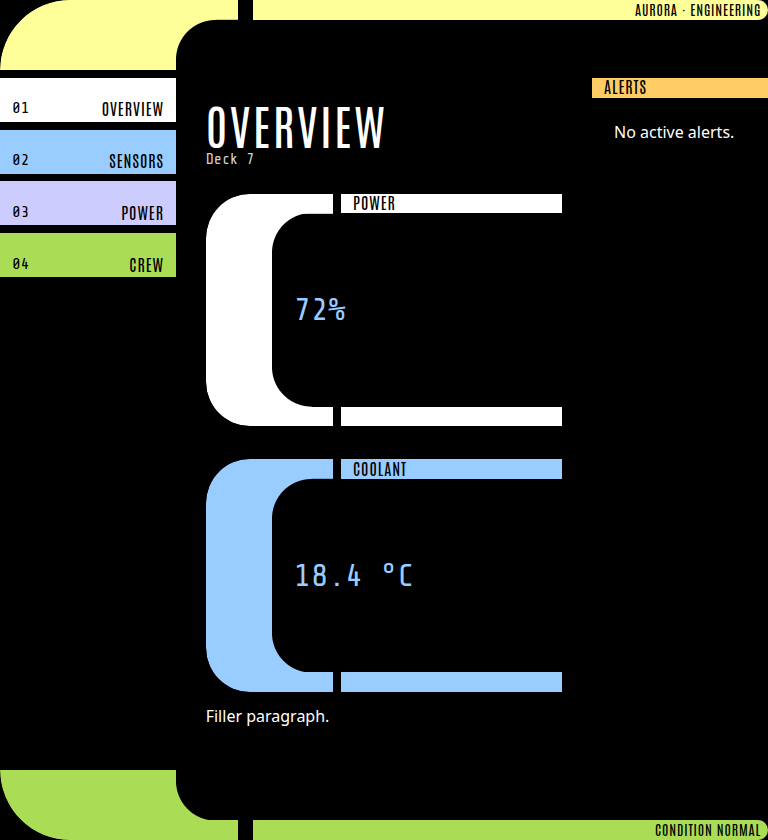 AURORA · ENGINEERING
01 OVERVIEW
02 SENSORS
03 POWER
04 CREW
OVERVIEW
Deck 7
POWER
72%
COOLANT
18.4 °C
Filler paragraph.
ALERTS
No active alerts.
CONDITION NORMAL